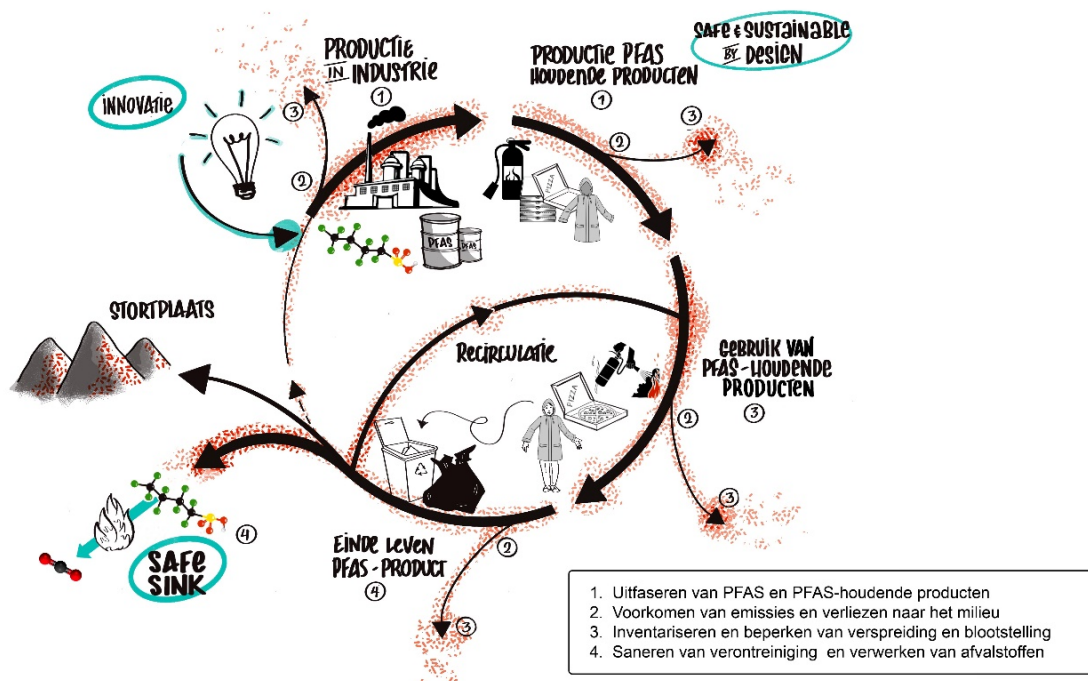 SAFE & SUSTAINABLE
BY DESIGN
PRODUCTIE
IN INDUSTRIE
1
PRODUCTIE PFAS
HOUDENDE PRODUCTEN
1
INNOVATIE
3
3
2
2
PIZZA
PFAS
PFAS
STORTPLAATS
RECIRCULATIE
GEBRUIK VAN
PFAS-HOUDENDE
PRODUCTEN
3
PIZZA
2
3
4
SAFE
SINK
EINDE LEVEN
PFAS-PRODUCT
4
2
3
1. Uitfaseren van PFAS en PFAS-houdende producten
2. Voorkomen van emissies en verliezen naar het milieu
3. Inventariseren en beperken van verspreiding en blootstelling
4. Saneren van verontreiniging en verwerken van afvalstoffen